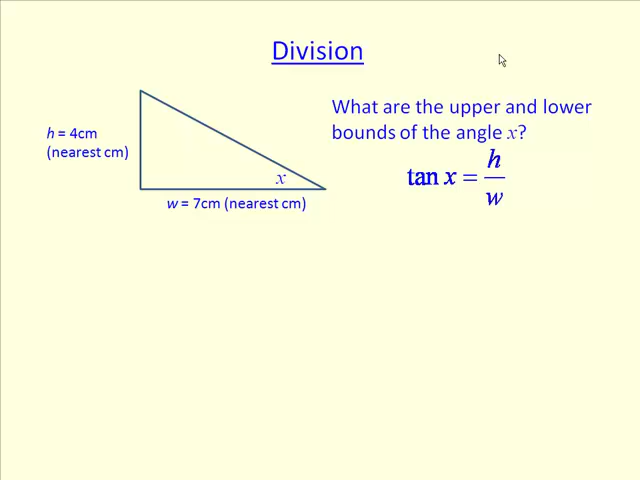 Division
What are the upper and lower
bounds of the angle x?
h = 4cm
(nearest cm)
tan x = h/w
x
w = 7cm (nearest cm)